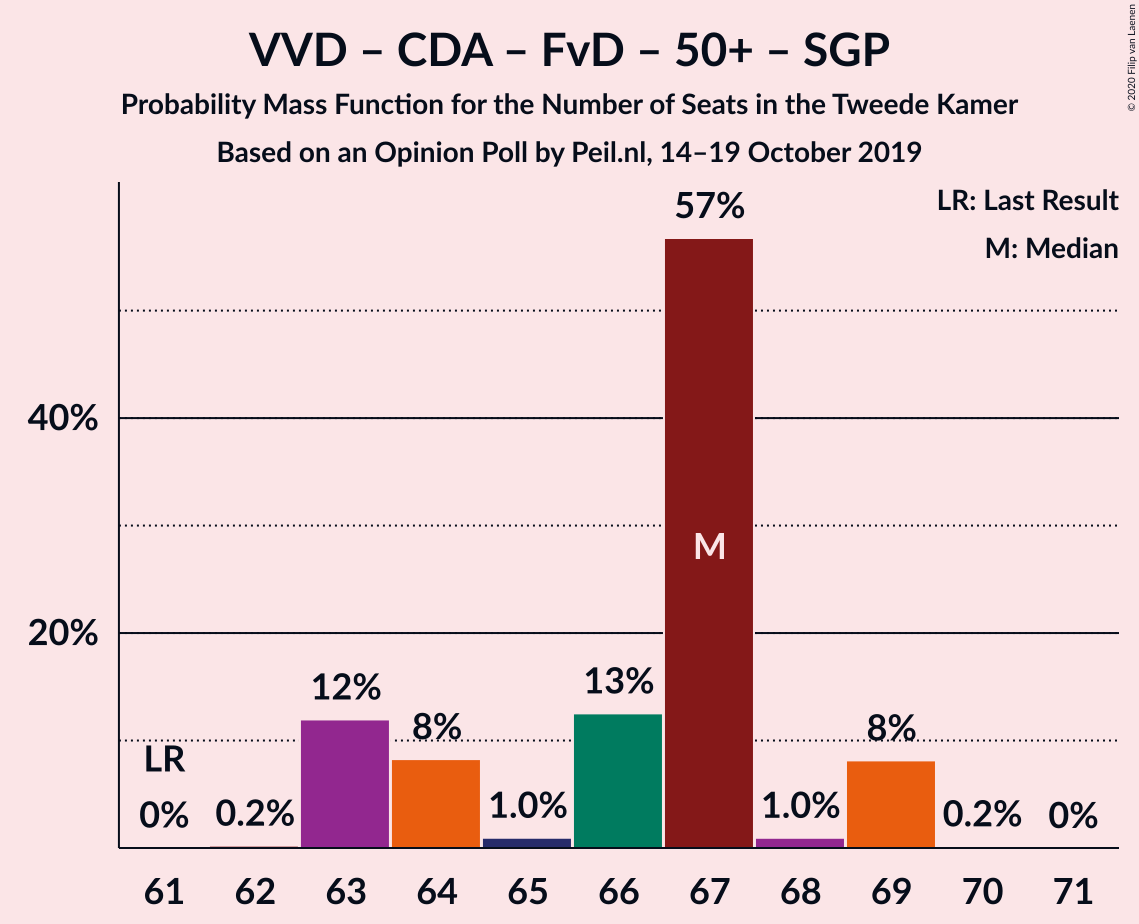 VVD – CDA – FvD – 50+ – SGP
Probability Mass Function for the Number of Seats in the Tweede Kamer
Based on an Opinion Poll by Peil.nl, 14–19 October 2019
© 2020 Filip van Laenen
LR: Last Result
M: Median
57%
40%
M
20%
12%
8%
13%
8%
LR
0%
0.2%
1.0%
1.0%
0.2%
0%
61 62 63 64 65 66 67 68 69 70 71